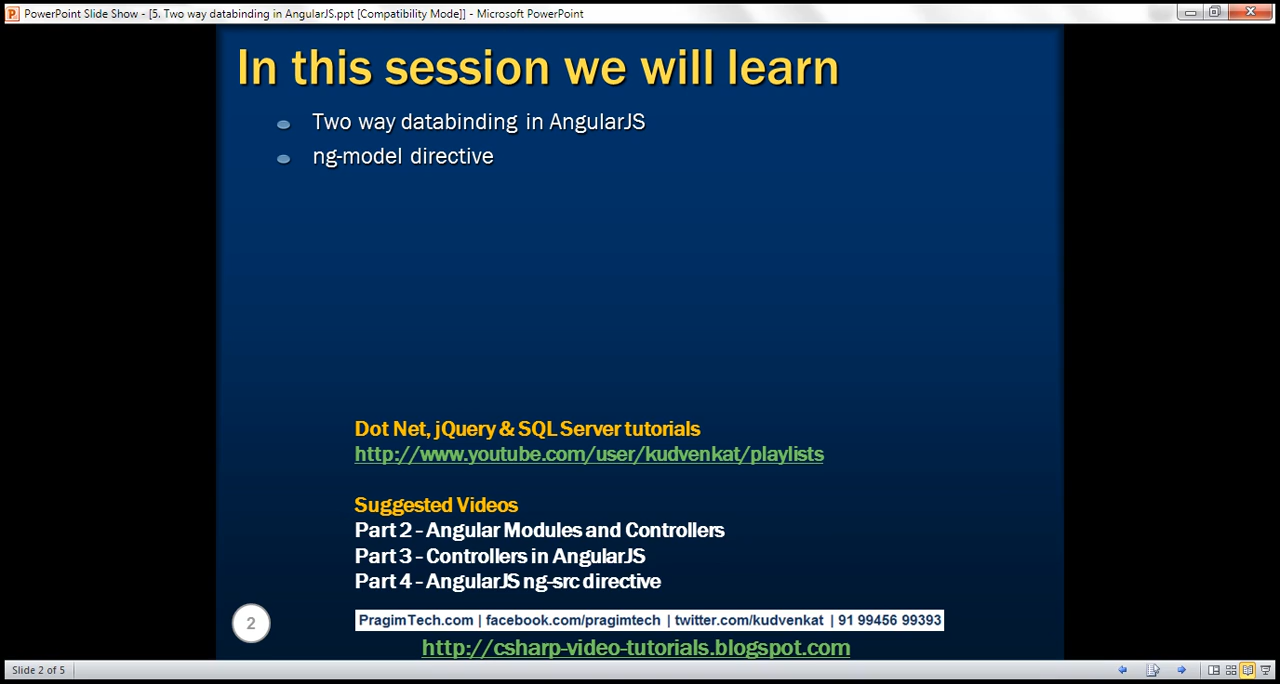 PowerPoint Slide Show - [5. Two way databinding in AngularJS.ppt [Compatibility Mode]] - Microsoft PowerPoint
In this session we will learn
Two way databinding in AngularJS
ng-model directive
Dot Net, jQuery & SQL Server tutorials
http://www.youtube.com/user/kudvenkat/playlists
Suggested Videos
Part 2 - Angular Modules and Controllers
Part 3 - Controllers in AngularJS
Part 4 - AngularJS ng-src directive
2
PragimTech.com | facebook.com/pragimtech | twitter.com/kudvenkat | 91 99456 99393
http://csharp-video-tutorials.blogspot.com
Slide 2 of 5